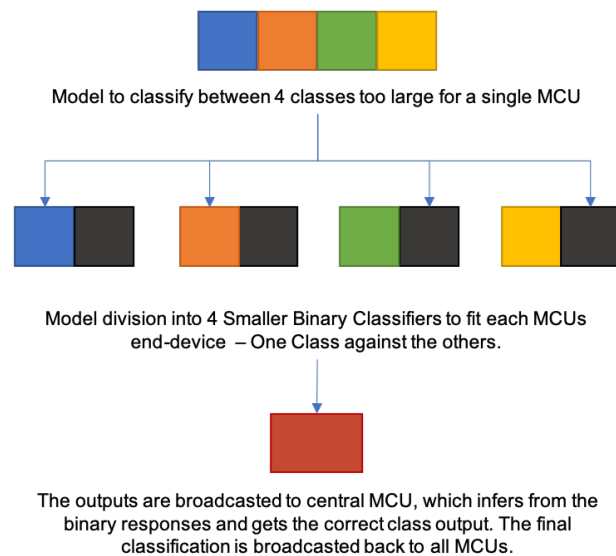 Model to classify between 4 classes too large for a single MCU
Model division into 4 Smaller Binary Classifiers to fit each MCUs
end-device – One Class against the others.
The outputs are broadcasted to central MCU, which infers from the
binary responses and gets the correct class output. The final
classification is broadcasted back to all MCUs.